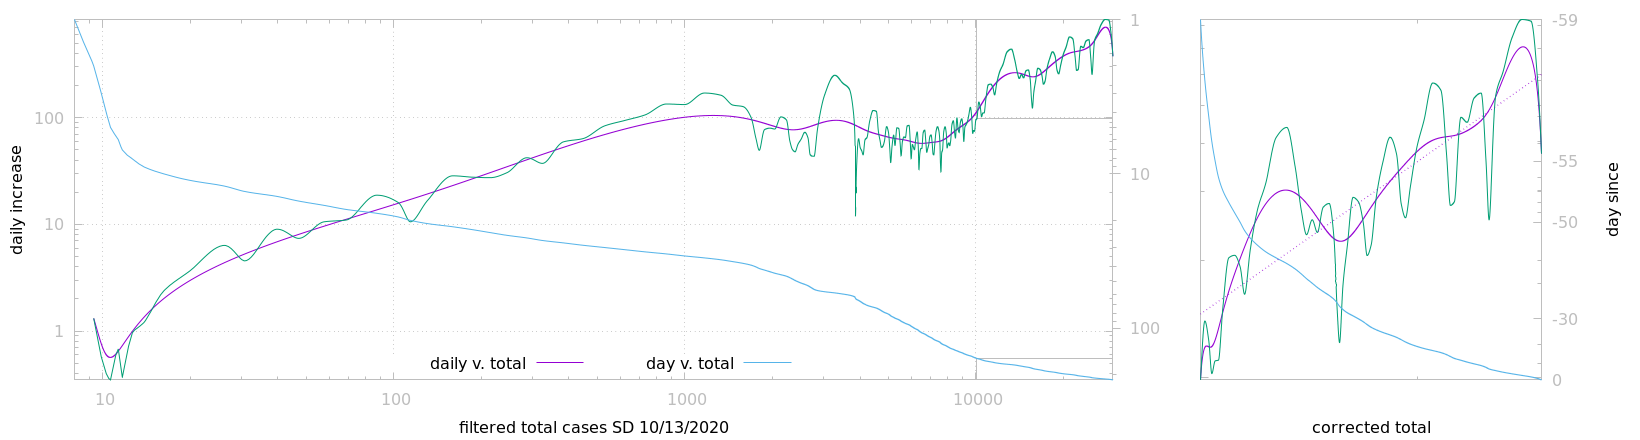 daily increase
100
10
1
daily v. total
day v. total
10
100
1000
10000
filtered total cases SD 10/13/2020
1
10
100
-59
-55
-50
-30
0
day since
corrected total